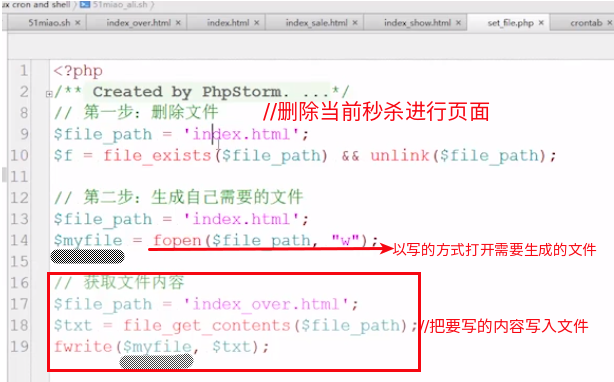 ux cron and shell 51miao_ali.sh
51miao.sh × index_over.html × index.html × index_sale.html × index_show.html × set_file.php × crontab ×
1 <?php
2 /** Created by PhpStorm. ...*/
8 // 第一步：删除文件 //删除当前秒杀进行页面
9 $file_path = 'index.html';
10 $f = file_exists($file_path) && unlink($file_path);
11
12 // 第二步：生成自己需要的文件
13 $file_path = 'index.html';
14 $myfile = fopen($file_path, "w"); 以写的方式打开需要生成的文件
15
16 // 获取文件内容
17 $file_path = 'index_over.html';
18 $txt = file_get_contents($file_path); //把要写的内容写入文件
19 fwrite($myfile, $txt);